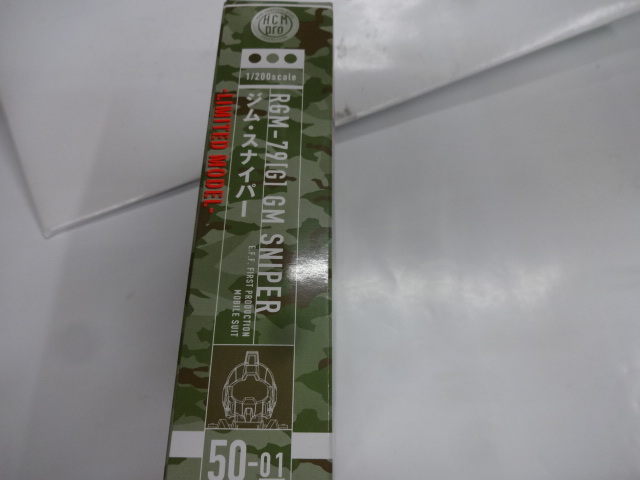 HCM
pro
1/200scale
RGM-79[G] GM SNIPER
ジム・スナイパー
-LIMITED MODEL-
E.F.F. FIRST PRODUCTION
MOBILE SUIT
50-01